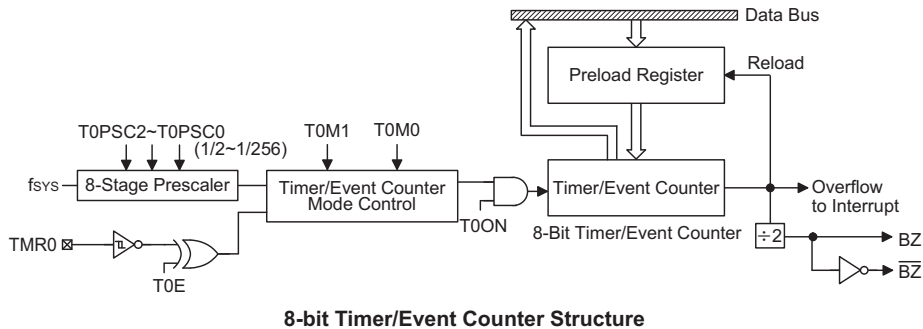 Data Bus
Preload Register
Reload
T0PSC2~T0PSC0
(1/2~1/256)
T0M1
T0M0
fSYS
8-Stage Prescaler
Timer/Event Counter
Mode Control
T0ON
Timer/Event Counter
8-Bit Timer/Event Counter
Overflow
to Interrupt
÷2
BZ
B̅Z̅
TMR0
T0E
8-bit Timer/Event Counter Structure